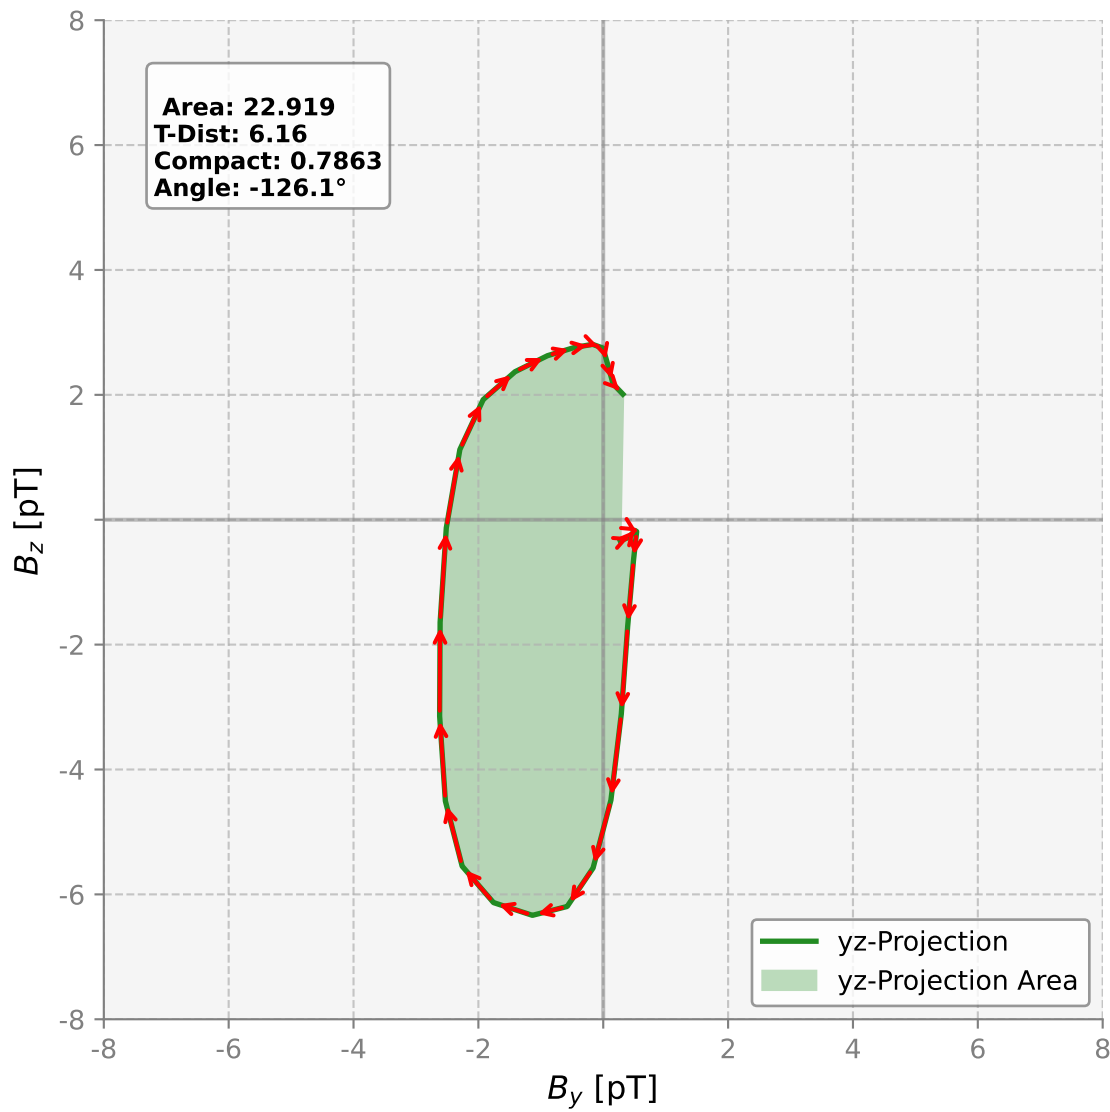 8
6
4
2
-2
-4
-6
-8
Area: 22.919
T-Dist: 6.16
Compact: 0.7863
Angle: -126.1°
yz-Projection
yz-Projection Area
-8 -6 -4 -2 2 4 6 8
B_y [pT]
B_z [pT]